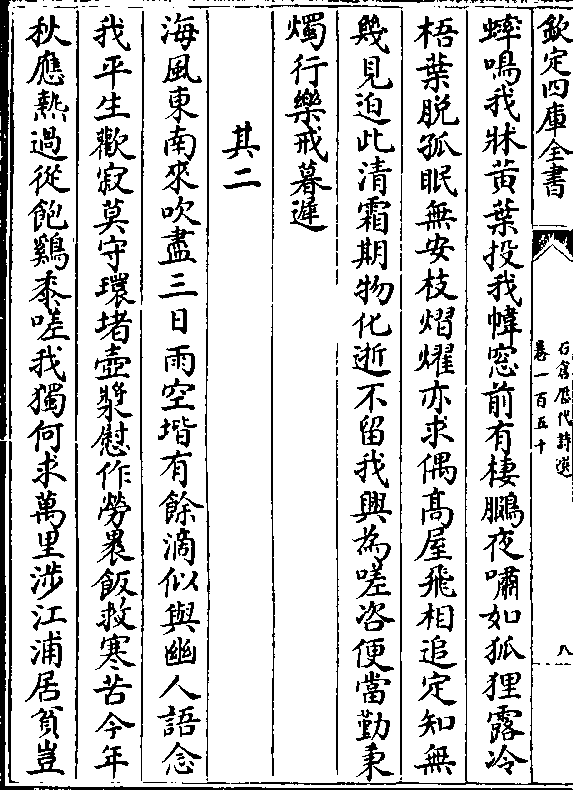 欽定四庫全書
石倉歷代詩選
卷一百五十
八
蟀鳴我牀黄葉投我幃窓前有棲鵩夜嘯如狐狸露冷
梧葉脱孤眠無安枝熠燿亦求偶髙屋飛相追定知無
幾見迫此清霜期物化逝不留我興為嗟咨便當勤秉
燭行樂戒暮遲
其二
海風東南來吹盡三日雨空堦有餘滴似與幽人語念
我平生歡寂莫守環堵壺漿慰作勞褁飯救寒苦今年
秋應熟過從飽鷄黍嗟我獨何求萬里涉江浦居貧豈